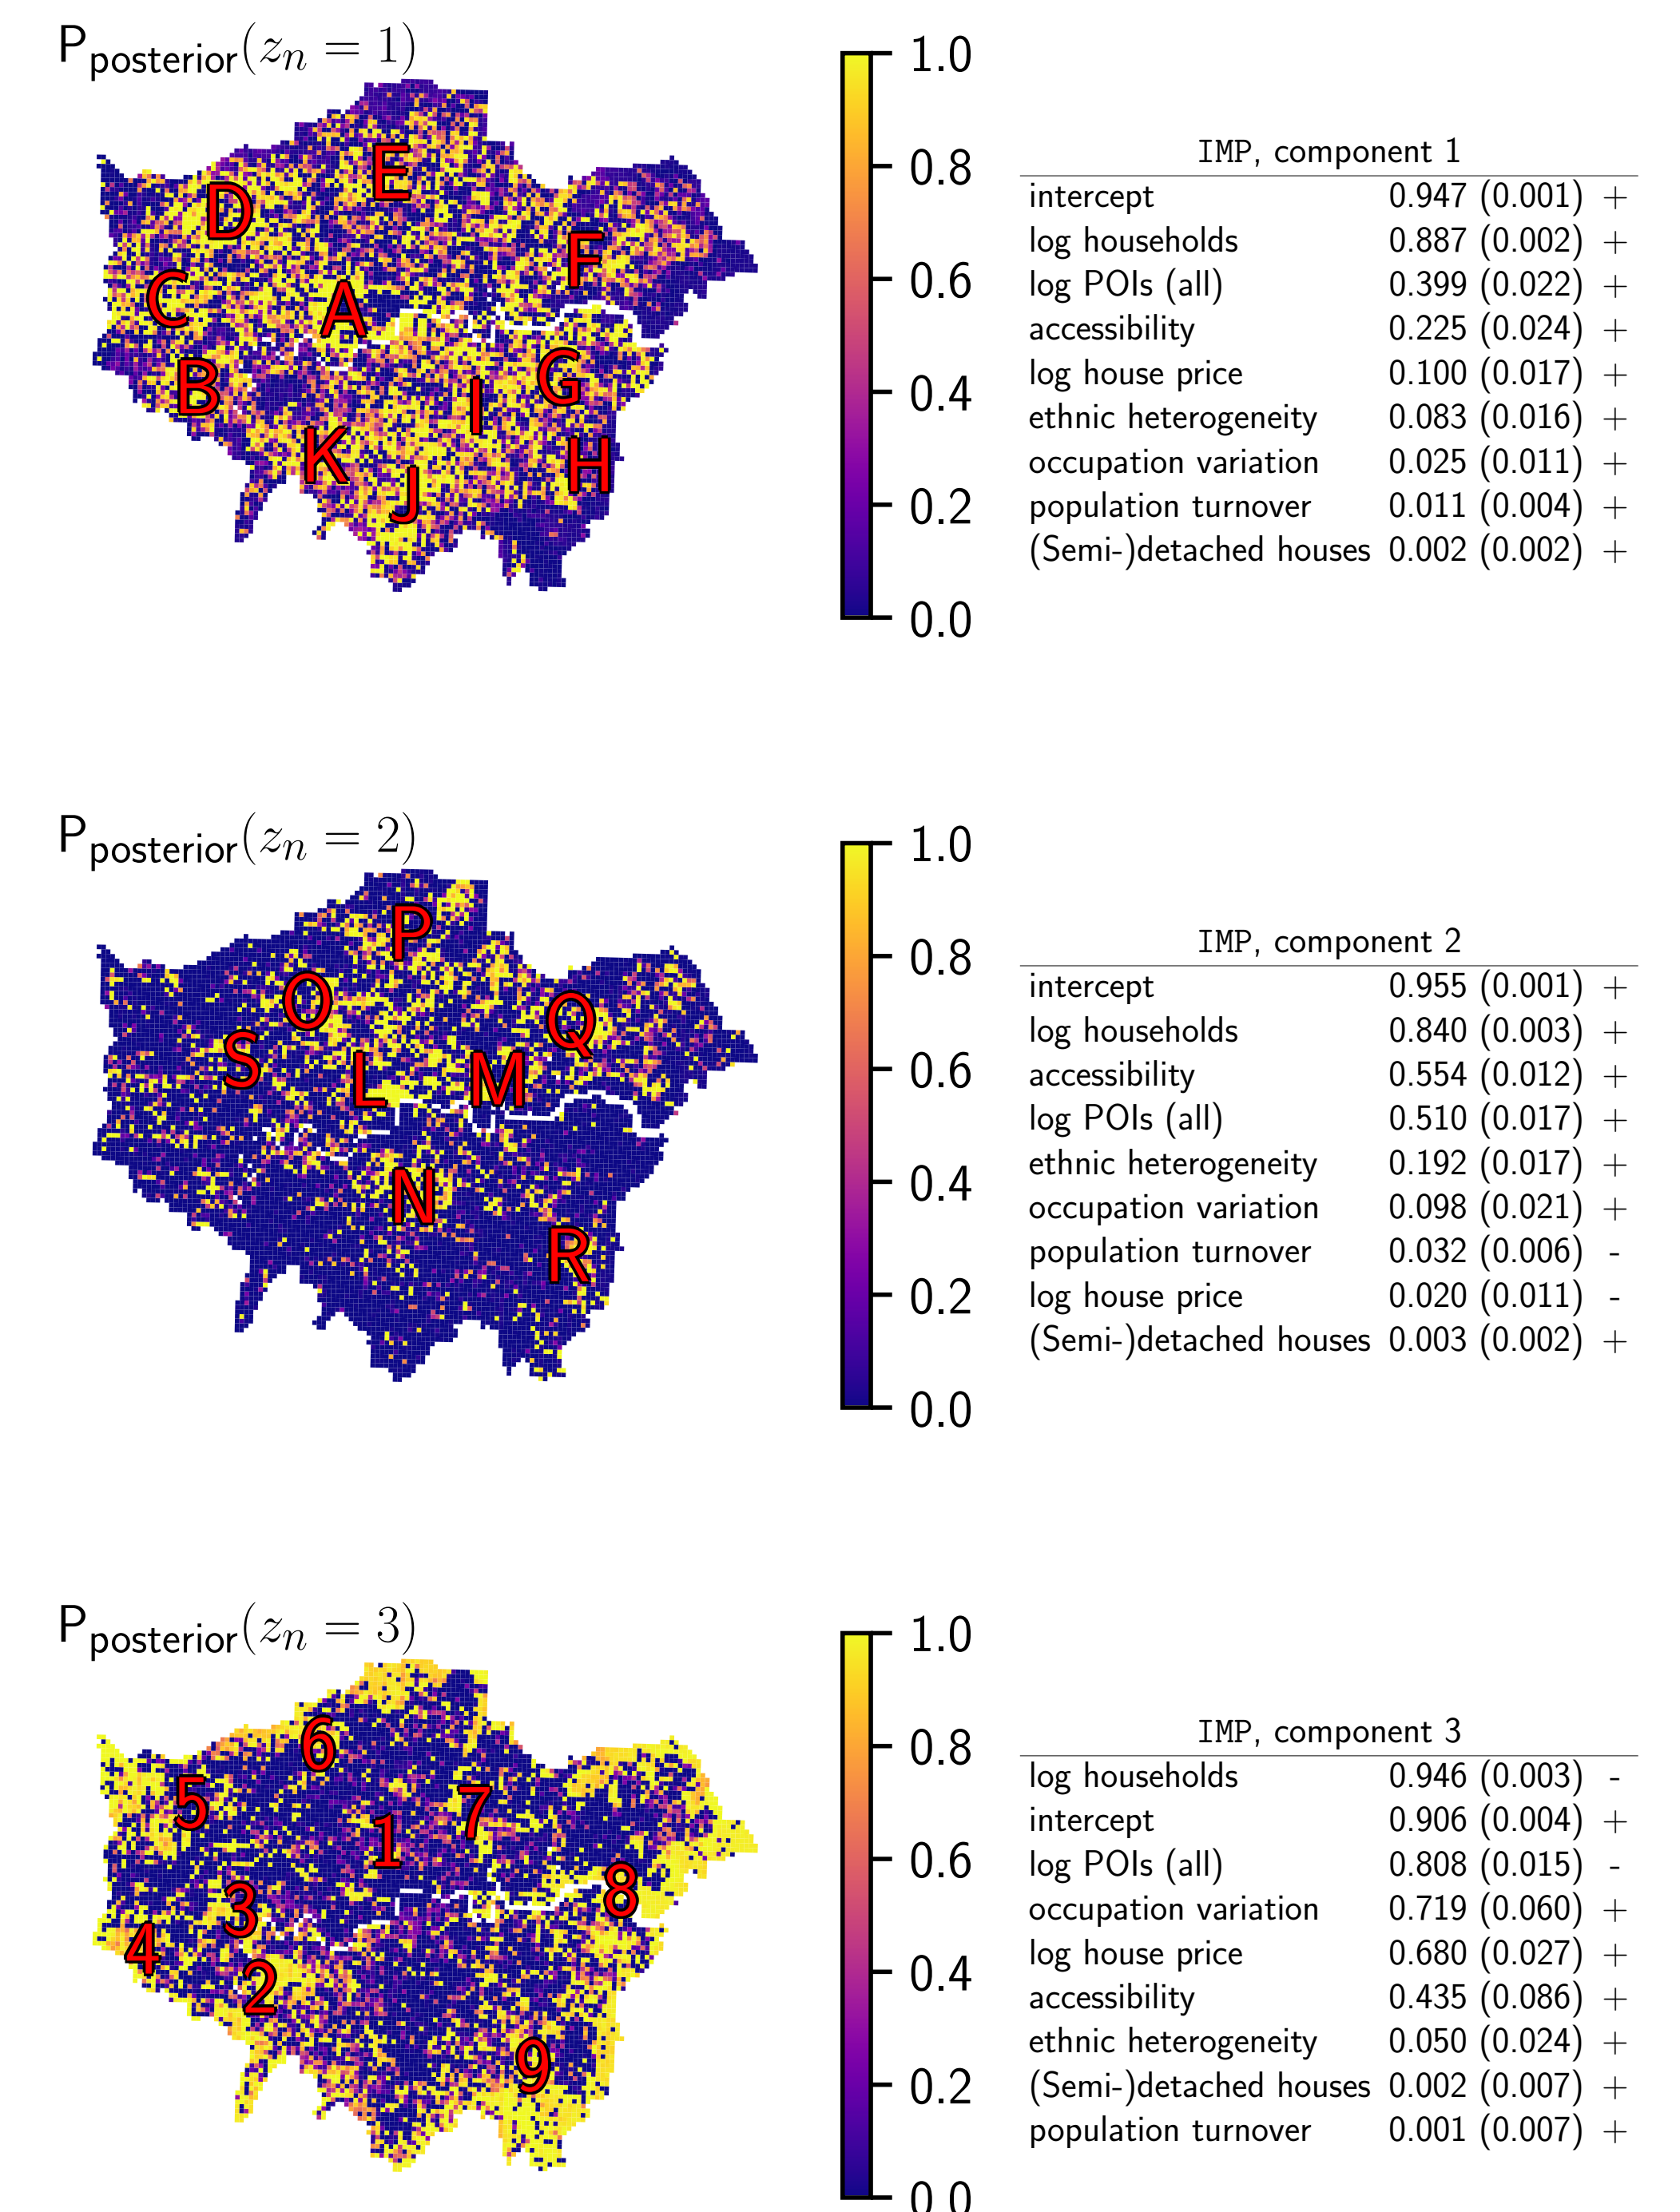 P_posterior(z_n = 1)
1.0
0.8
0.6
0.4
0.2
0.0
E
D
F
C
A
G
B
I
K
H
J
IMP, component 1
intercept 0.947 (0.001) +
log households 0.887 (0.002) +
log POIs (all) 0.399 (0.022) +
accessibility 0.225 (0.024) +
log house price 0.100 (0.017) +
ethnic heterogeneity 0.083 (0.016) +
occupation variation 0.025 (0.011) +
population turnover 0.011 (0.004) +
(Semi-)detached houses 0.002 (0.002) +
P_posterior(z_n = 2)
1.0
0.8
0.6
0.4
0.2
0.0
P
O
Q
S
L
M
N
R
IMP, component 2
intercept 0.955 (0.001) +
log households 0.840 (0.003) +
accessibility 0.554 (0.012) +
log POIs (all) 0.510 (0.017) +
ethnic heterogeneity 0.192 (0.017) +
occupation variation 0.098 (0.021) +
population turnover 0.032 (0.006) -
log house price 0.020 (0.011) -
(Semi-)detached houses 0.003 (0.002) +
P_posterior(z_n = 3)
1.0
0.8
0.6
0.4
0.2
0.0
6
5
7
1
8
3
4
2
9
IMP, component 3
log households 0.946 (0.003) -
intercept 0.906 (0.004) +
log POIs (all) 0.808 (0.015) -
occupation variation 0.719 (0.060) +
log house price 0.680 (0.027) +
accessibility 0.435 (0.086) +
ethnic heterogeneity 0.050 (0.024) +
(Semi-)detached houses 0.002 (0.007) +
population turnover 0.001 (0.007) +